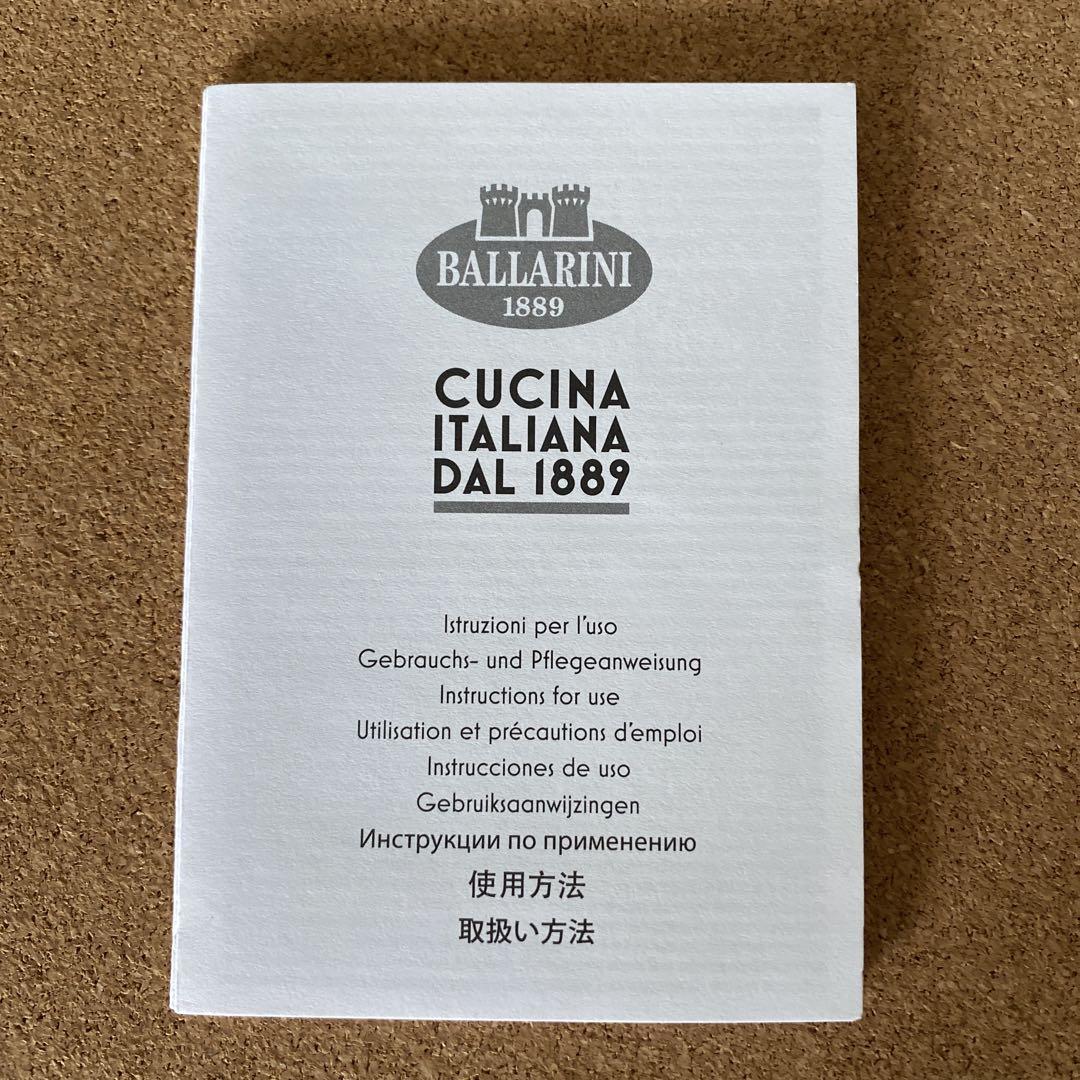 BALLARINI
1889
CUCINA
ITALIANA
DAL 1889
Istruzioni per l'uso
Gebrauchs- und Pflegeanweisung
Instructions for use
Utilisation et précautions d'emploi
Instrucciones de uso
Gebruiksaanwijzingen
Инструкции по применению
使用方法
取扱い方法